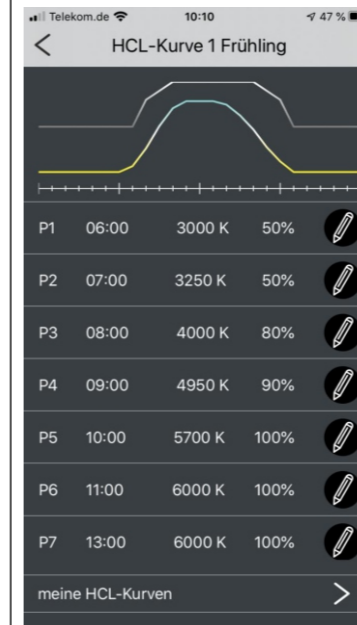 Telekom.de 10:10 47 %
HCL-Kurve 1 Frühling
P1 06:00 3000 K 50%
P2 07:00 3250 K 50%
P3 08:00 4000 K 80%
P4 09:00 4950 K 90%
P5 10:00 5700 K 100%
P6 11:00 6000 K 100%
P7 13:00 6000 K 100%
meine HCL-Kurven